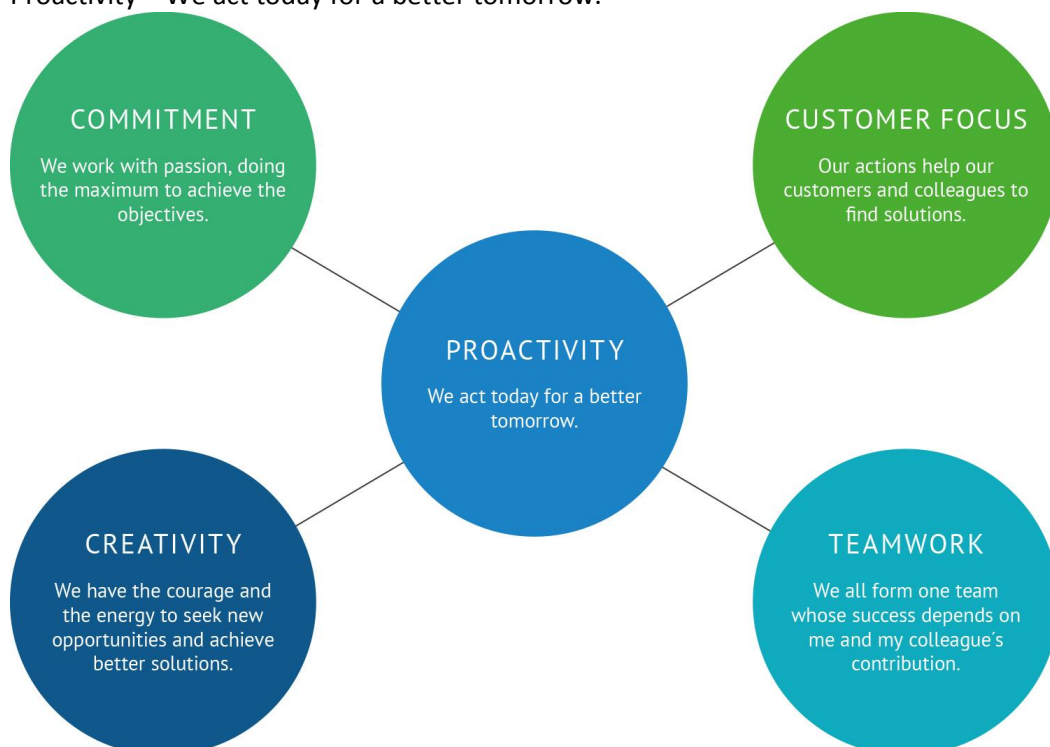 Proactivity – We act today for a better tomorrow.
COMMITMENT
We work with passion, doing
the maximum to achieve the
objectives.
CUSTOMER FOCUS
Our actions help our
customers and colleagues to
find solutions.
PROACTIVITY
We act today for a better
tomorrow.
CREATIVITY
We have the courage and
the energy to seek new
opportunities and achieve
better solutions.
TEAMWORK
We all form one team
whose success depends on
me and my colleague´s
contribution.